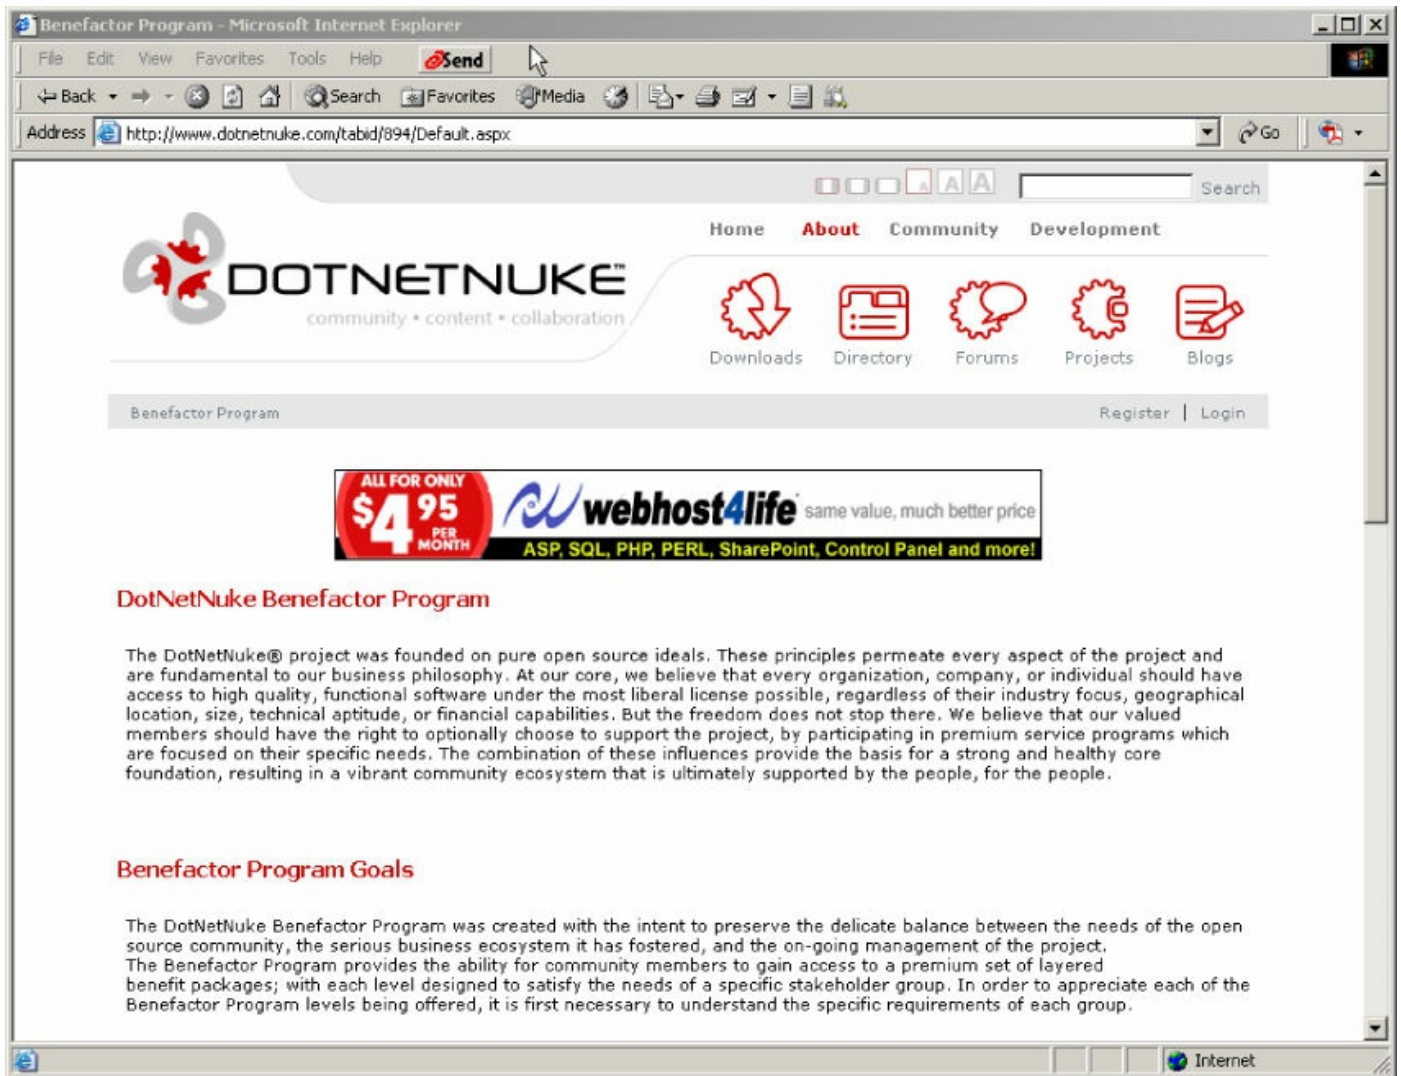 Benefactor Program - Microsoft Internet Explorer
File Edit View Favorites Tools Help Send
Back Search Favorites Media
Address http://www.dotnetnuke.com/tabid/894/Default.aspx Go
A A A Search
Home About Community Development
DOTNETNUKE™
community • content • collaboration
Downloads Directory Forums Projects Blogs
Benefactor Program Register | Login
ALL FOR ONLY
$4 95
PER
MONTH
webhost4life same value, much better price
ASP, SQL, PHP, PERL, SharePoint, Control Panel and more!
DotNetNuke Benefactor Program
The DotNetNuke® project was founded on pure open source ideals. These principles permeate every aspect of the project and
are fundamental to our business philosophy. At our core, we believe that every organization, company, or individual should have
access to high quality, functional software under the most liberal license possible, regardless of their industry focus, geographical
location, size, technical aptitude, or financial capabilities. But the freedom does not stop there. We believe that our valued
members should have the right to optionally choose to support the project, by participating in premium service programs which
are focused on their specific needs. The combination of these influences provide the basis for a strong and healthy core
foundation, resulting in a vibrant community ecosystem that is ultimately supported by the people, for the people.
Benefactor Program Goals
The DotNetNuke Benefactor Program was created with the intent to preserve the delicate balance between the needs of the open
source community, the serious business ecosystem it has fostered, and the on-going management of the project.
The Benefactor Program provides the ability for community members to gain access to a premium set of layered
benefit packages; with each level designed to satisfy the needs of a specific stakeholder group. In order to appreciate each of the
Benefactor Program levels being offered, it is first necessary to understand the specific requirements of each group.
Internet